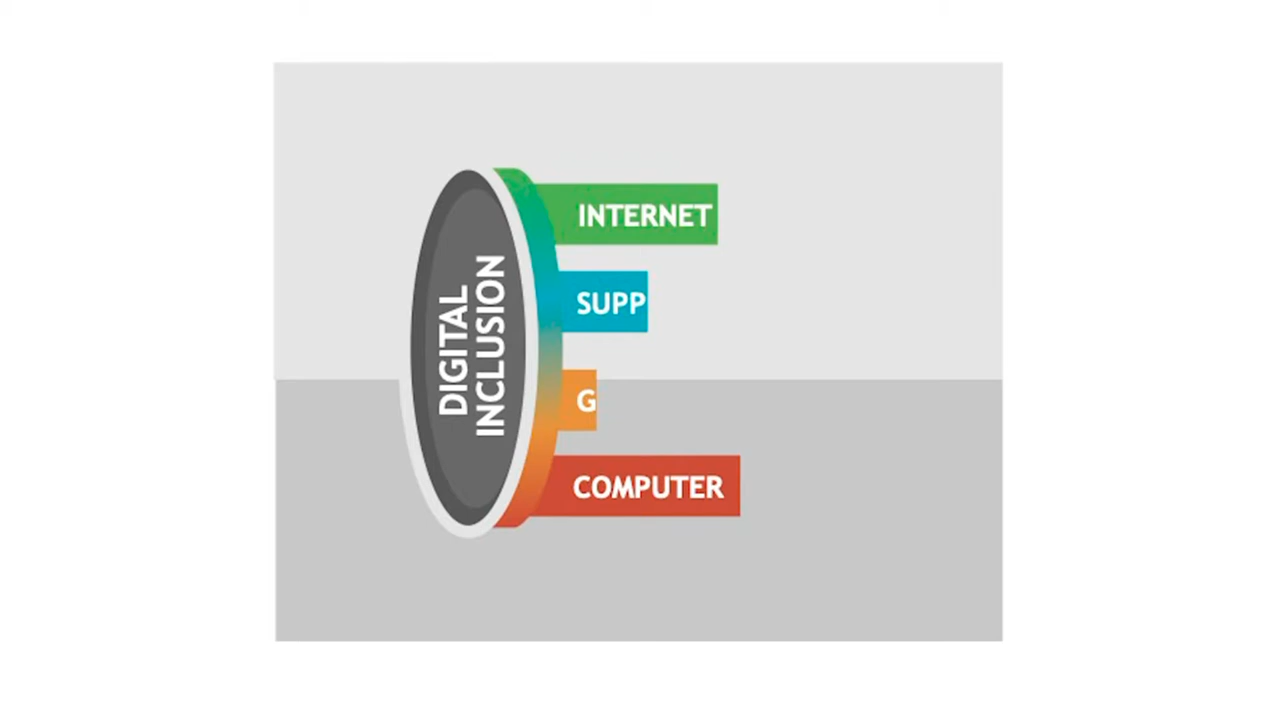 DIGITAL
INCLUSION
INTERNET
SUPP
G
COMPUTER